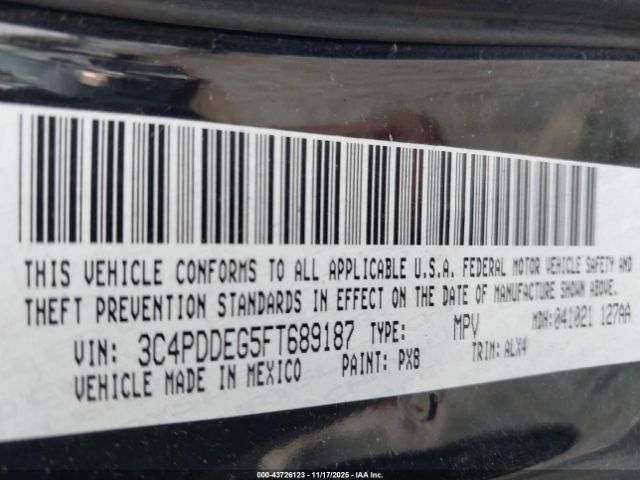 THIS VEHICLE CONFORMS TO ALL APPLICABLE U.S.A. FEDERAL MOTOR VEHICLE SAFETY AND
THEFT PREVENTION STANDARDS IN EFFECT ON THE DATE OF MANUFACTURE SHOWN ABOVE.
VIN: 3C4PDDEG5FT689187 TYPE: MPV MDH: 041021 127AA
VEHICLE MADE IN MEXICO PAINT: PX8 TRIM: ALX4
000-43726123 - 11/17/2025 - IAA Inc.